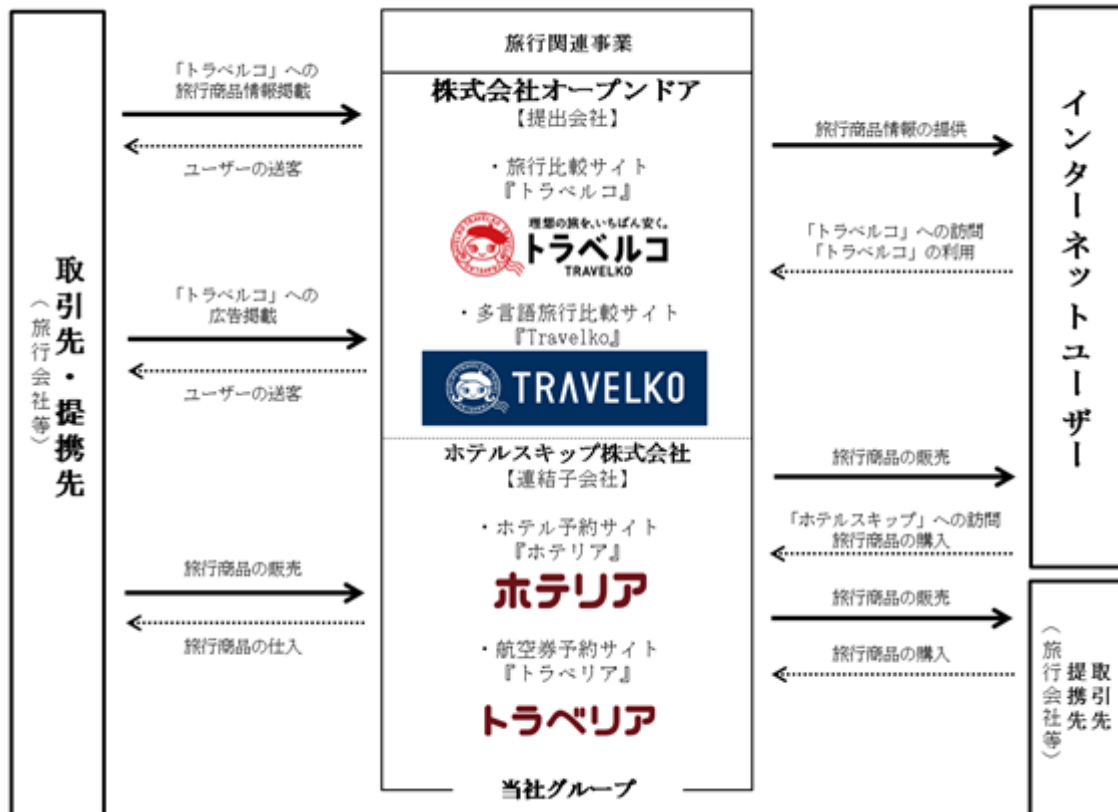 旅行関連事業
取引先・提携先
（旅行会社等）
「トラベルコ」への
旅行商品情報掲載
ユーザーの送客
「トラベルコ」への
広告掲載
ユーザーの送客
旅行商品の販売
旅行商品の仕入
株式会社オープンドア
【提出会社】
・旅行比較サイト
『トラベルコ』
理想の旅を、いちばん安く。
トラベルコ
TRAVELKO
・多言語旅行比較サイト
『Travelko』
TRAVELKO
ホテルスキップ株式会社
【連結子会社】
・ホテル予約サイト
『ホテリア』
ホテリア
・航空券予約サイト
『トラベリア』
トラベリア
当社グループ
旅行商品情報の提供
「トラベルコ」への訪問
「トラベルコ」の利用
旅行商品の販売
「ホテルスキップ」への訪問
旅行商品の購入
旅行商品の販売
旅行商品の購入
インターネットユーザー
取引先
提携先
（旅行会社等）